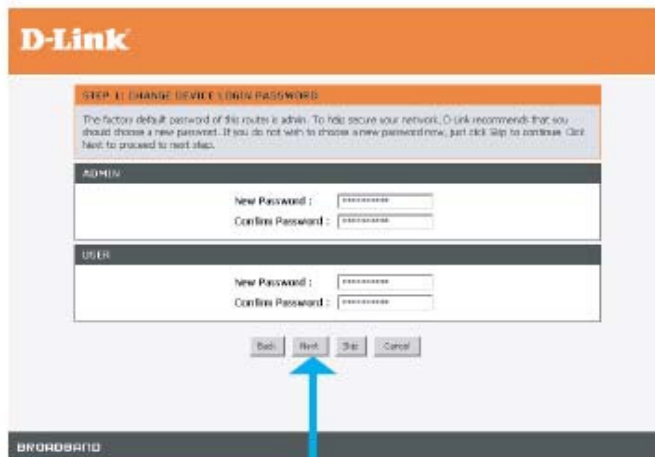 D-Link
STEP 1: CHANGE DEVICE LOGIN PASSWORD
The factory default password of this router is admin. To help secure your network, D-Link recommends that you
should choose a new password. If you do not wish to choose a new password now, just click Skip to continue. Click
Next to proceed to next step.
ADMIN
New Password : **********
Confirm Password : **********
USER
New Password : **********
Confirm Password : **********
Back Next Skip Cancel
BROADBAND